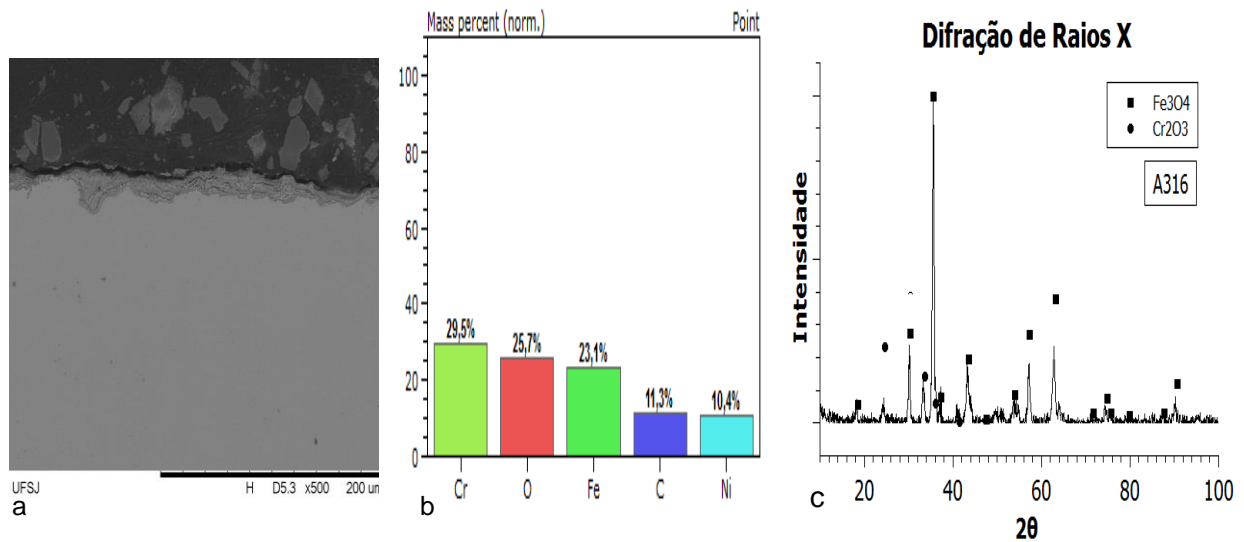 UFSJ H D5.3 x500 200 um
a
Mass percent (norm.) Point
100
80
60
40
20
0
29,5%
25,7%
23,1%
11,3%
10,4%
Cr O Fe C Ni
b
Difração de Raios X
Fe3O4
Cr2O3
A316
Intensidade
20 40 60 80 100
2θ
c